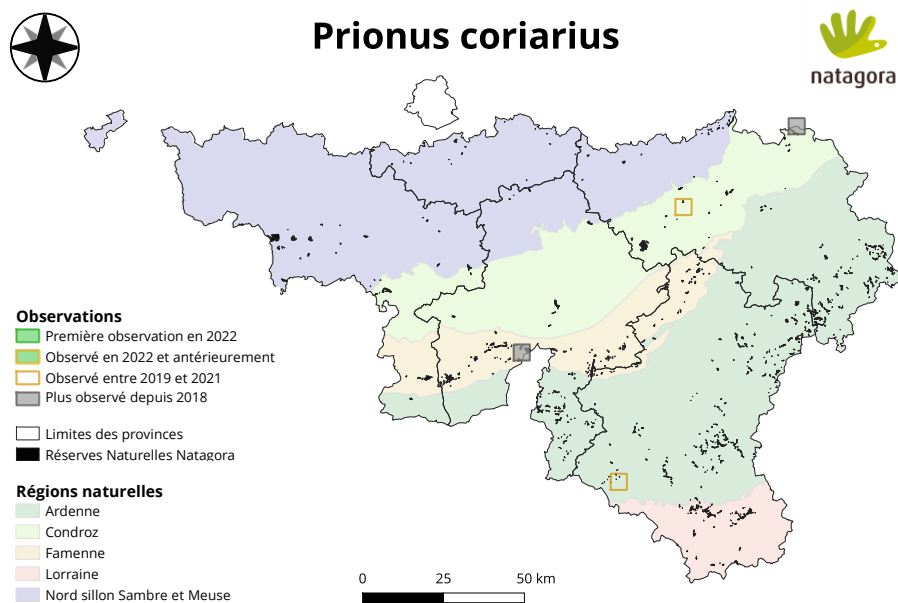 Prionus coriarius
natagora
Observations
Première observation en 2022
Observé en 2022 et antérieurement
Observé entre 2019 et 2021
Plus observé depuis 2018
Limites des provinces
Réserves Naturelles Natagora
Régions naturelles
Ardenne
Condroz
Famenne
Lorraine
Nord sillon Sambre et Meuse
0 25 50 km